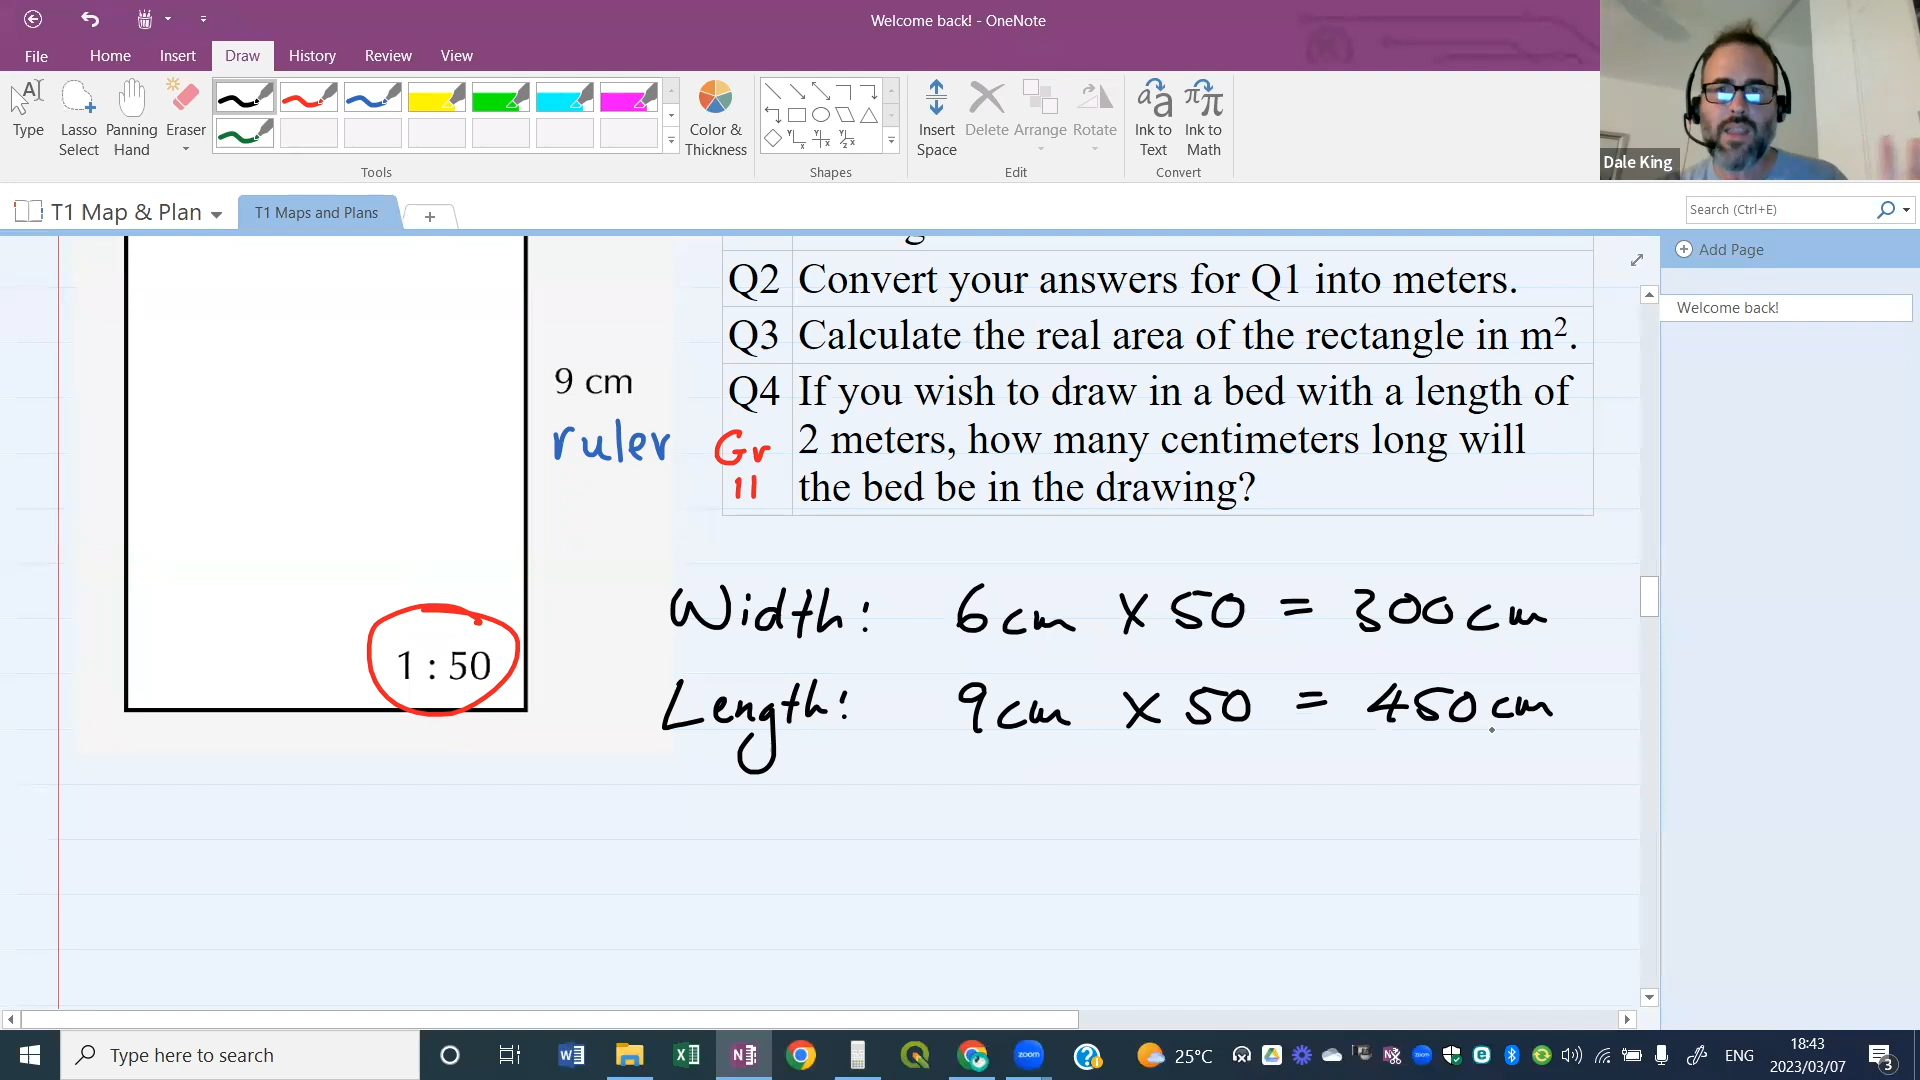 Welcome back! - OneNote
File
Home
Insert
Draw
History
Review
View
Type
Lasso
Select
Panning
Hand
Eraser
Color &
Thickness
Insert
Space
Delete
Arrange
Rotate
Ink to
Text
Ink to
Math
Tools
Shapes
Edit
Convert
Dale King
T1 Map & Plan
T1 Maps and Plans
Search (Ctrl+E)
Add Page
Welcome back!
Q2 Convert your answers for Q1 into meters.
Q3 Calculate the real area of the rectangle in m².
Q4 If you wish to draw in a bed with a length of
2 meters, how many centimeters long will
the bed be in the drawing?
Gr
11
9 cm
ruler
1 : 50
Width: 6cm × 50 = 300cm
Length: 9cm × 50 = 450cm
Type here to search
zoom
25°C
ENG
18:43
2023/03/07
3